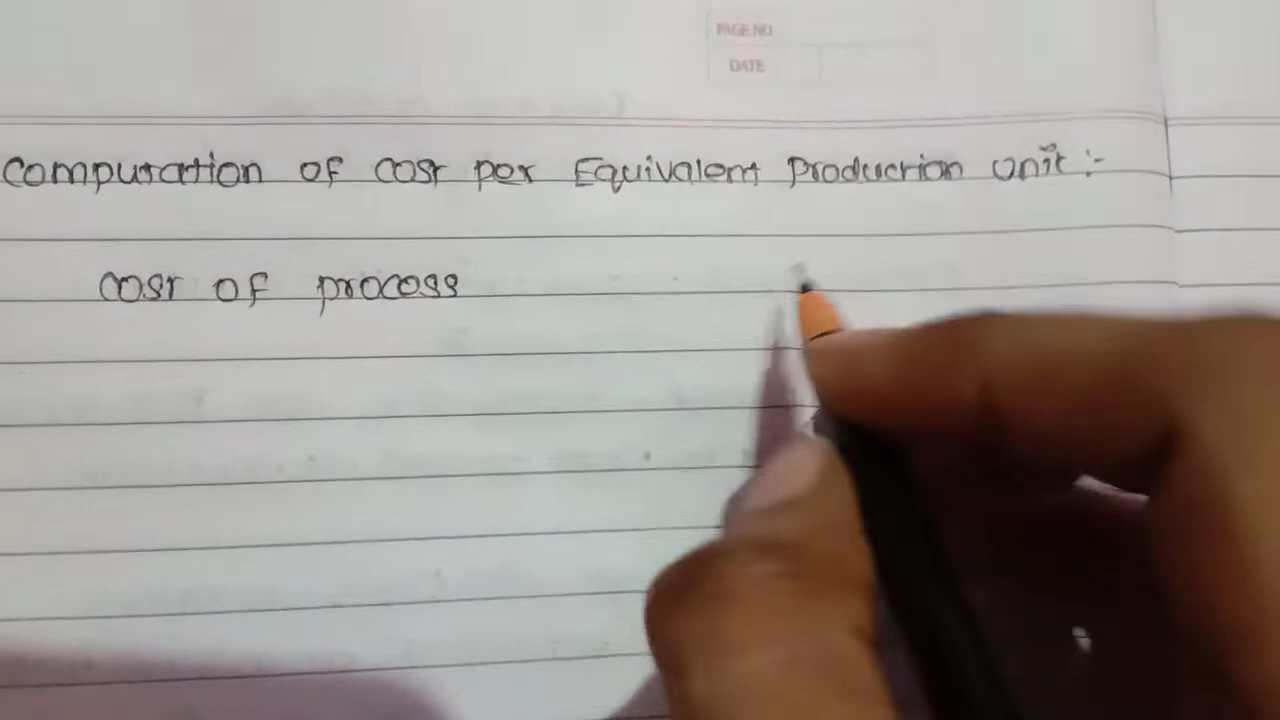 PAGE NO
DATE
Computation of cost per Equivalent Production Unit :-
cost of process